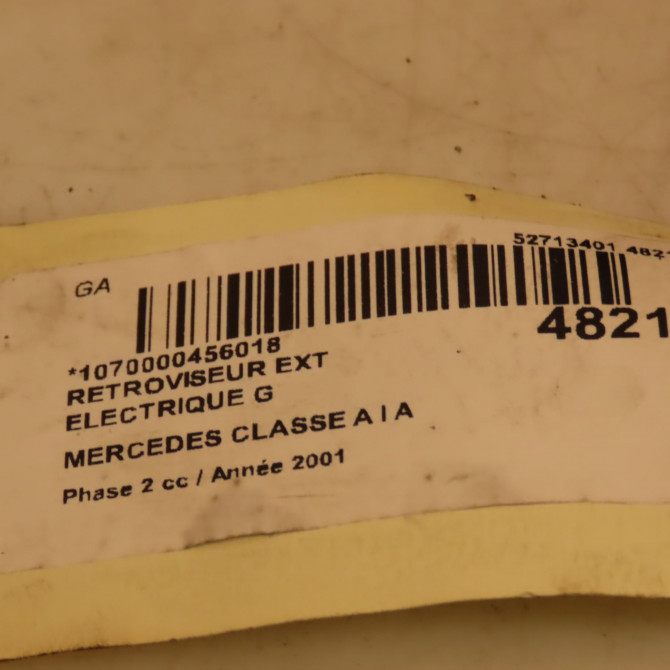 GA
52713401 4821
4821
*1070000456018
RETROVISEUR EXT
ELECTRIQUE G
MERCEDES CLASSE A I A
Phase 2 cc / Année 2001